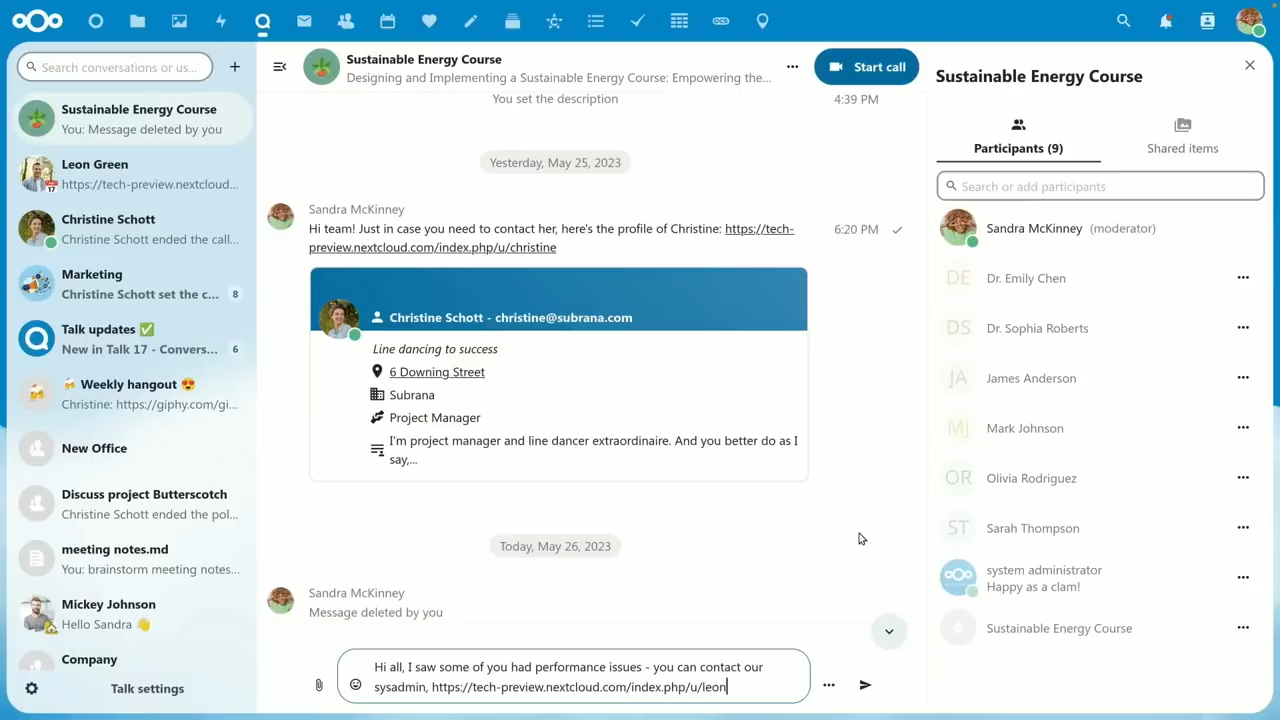 Search conversations or us...
Sustainable Energy Course
You: Message deleted by you
Leon Green
https://tech-preview.nextcloud...
17
Christine Schott
Christine Schott ended the call...
Marketing
Christine Schott set the c...
8
Talk updates ✅
New in Talk 17 - Convers...
6
🍻 Weekly hangout 😍
Christine: https://giphy.com/gi...
New Office
Discuss project Butterscotch
Christine Schott ended the pol...
meeting notes.md
You: brainstorm meeting notes...
Mickey Johnson
Hello Sandra 👋
Company
Talk settings
Sustainable Energy Course
Designing and Implementing a Sustainable Energy Course: Empowering the...
Start call
You set the description
4:39 PM
Yesterday, May 25, 2023
Sandra McKinney
Hi team! Just in case you need to contact her, here's the profile of Christine: https://tech-
preview.nextcloud.com/index.php/u/christine
6:20 PM
Christine Schott - christine@subrana.com
Line dancing to success
6 Downing Street
Subrana
Project Manager
I'm project manager and line dancer extraordinaire. And you better do as I
say,...
Today, May 26, 2023
Sandra McKinney
Message deleted by you
Hi all, I saw some of you had performance issues - you can contact our
sysadmin, https://tech-preview.nextcloud.com/index.php/u/leon
Sustainable Energy Course
Participants (9)
Shared items
Search or add participants
Sandra McKinney (moderator)
DE
Dr. Emily Chen
DS
Dr. Sophia Roberts
JA
James Anderson
MJ
Mark Johnson
OR
Olivia Rodriguez
ST
Sarah Thompson
system administrator
Happy as a clam!
Sustainable Energy Course